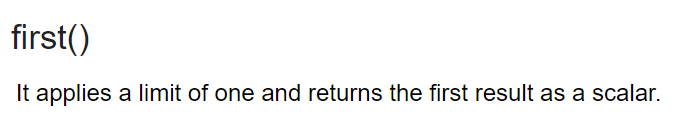 first()
It applies a limit of one and returns the first result as a scalar.